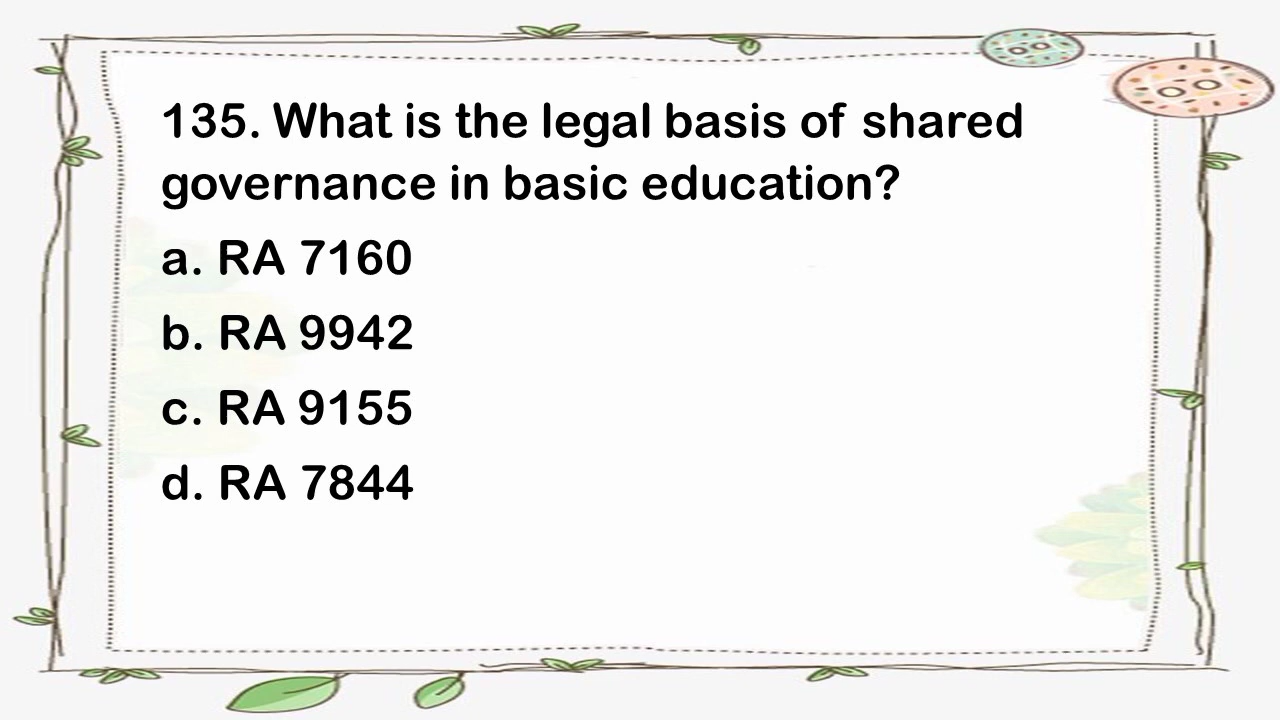 135. What is the legal basis of shared
governance in basic education?
a. RA 7160
b. RA 9942
c. RA 9155
d. RA 7844